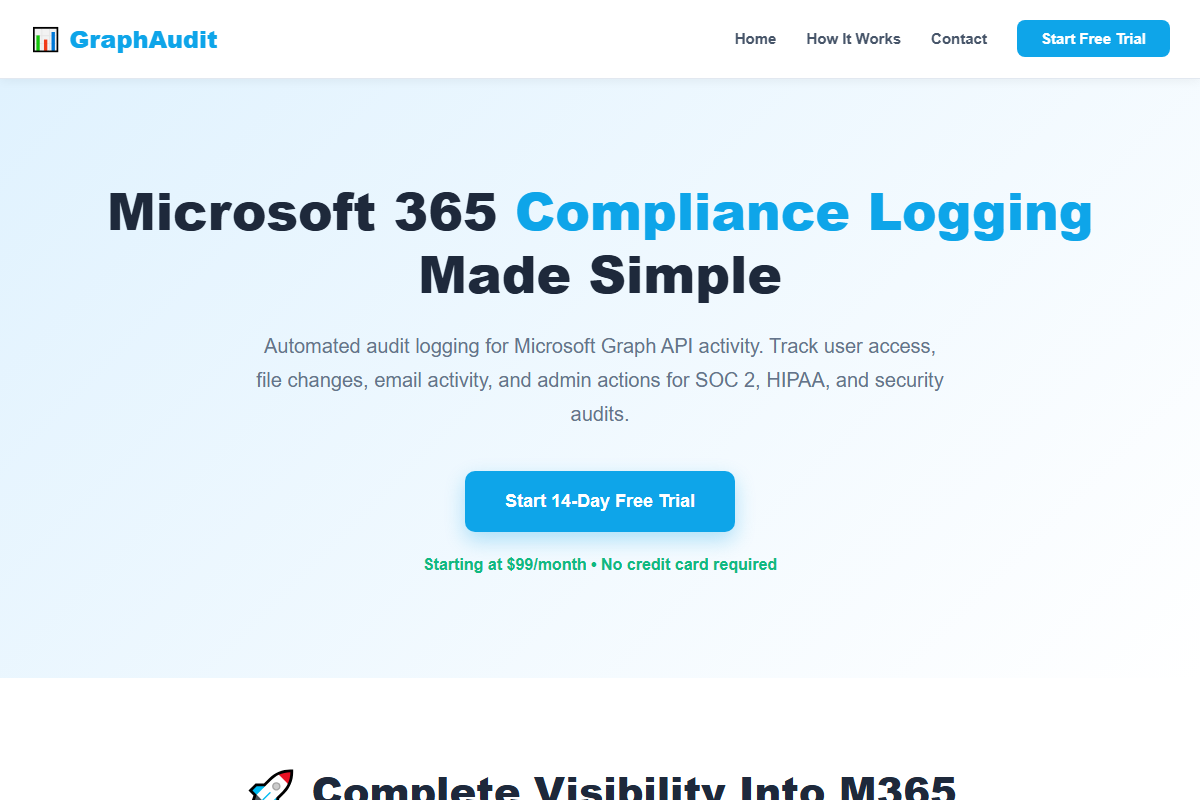 GraphAudit
Home
How It Works
Contact
Start Free Trial
Microsoft 365 Compliance Logging
Made Simple
Automated audit logging for Microsoft Graph API activity. Track user access,
file changes, email activity, and admin actions for SOC 2, HIPAA, and security
audits.
Start 14-Day Free Trial
Starting at $99/month • No credit card required
Complete Visibility Into M365